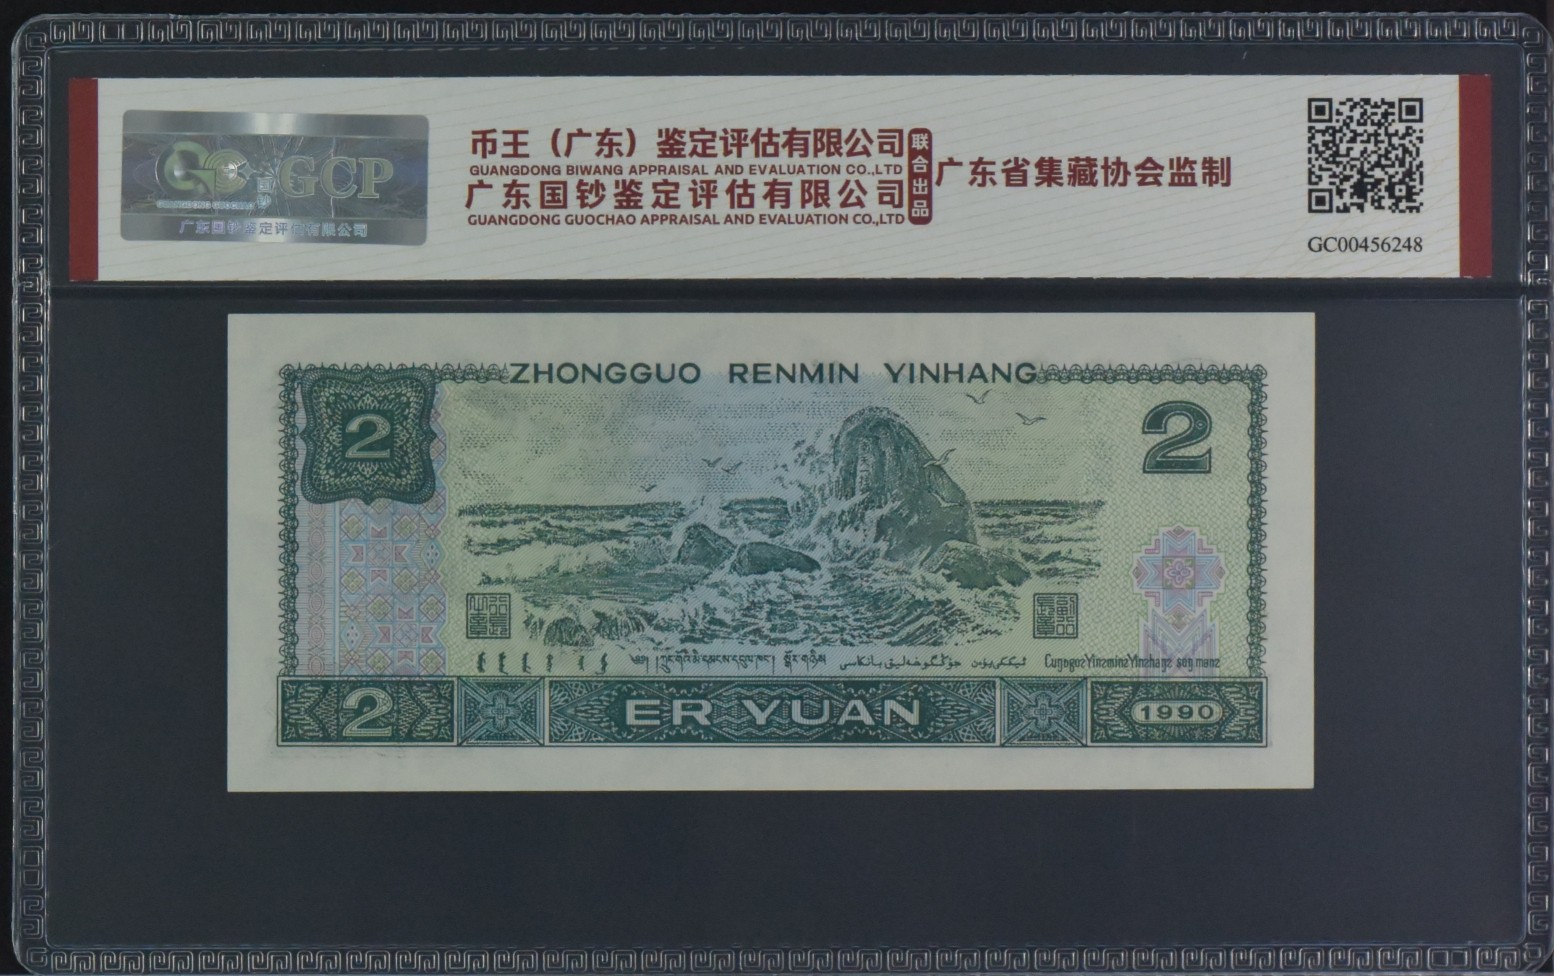 GCP
广东国钞鉴定评估有限公司
币王（广东）鉴定评估有限公司
GUANGDONG BIWANG APPRAISAL AND EVALUATION CO.,LTD
广东国钞鉴定评估有限公司
GUANGDONG GUOCHAO APPRAISAL AND EVALUATION CO.,LTD
联合出品
广东省集藏协会监制
GC00456248
ZHONGGUO RENMIN YINHANG
2
2
CuŋƅgozYinzminzYinzhangz song manz
2
ER YUAN
1990